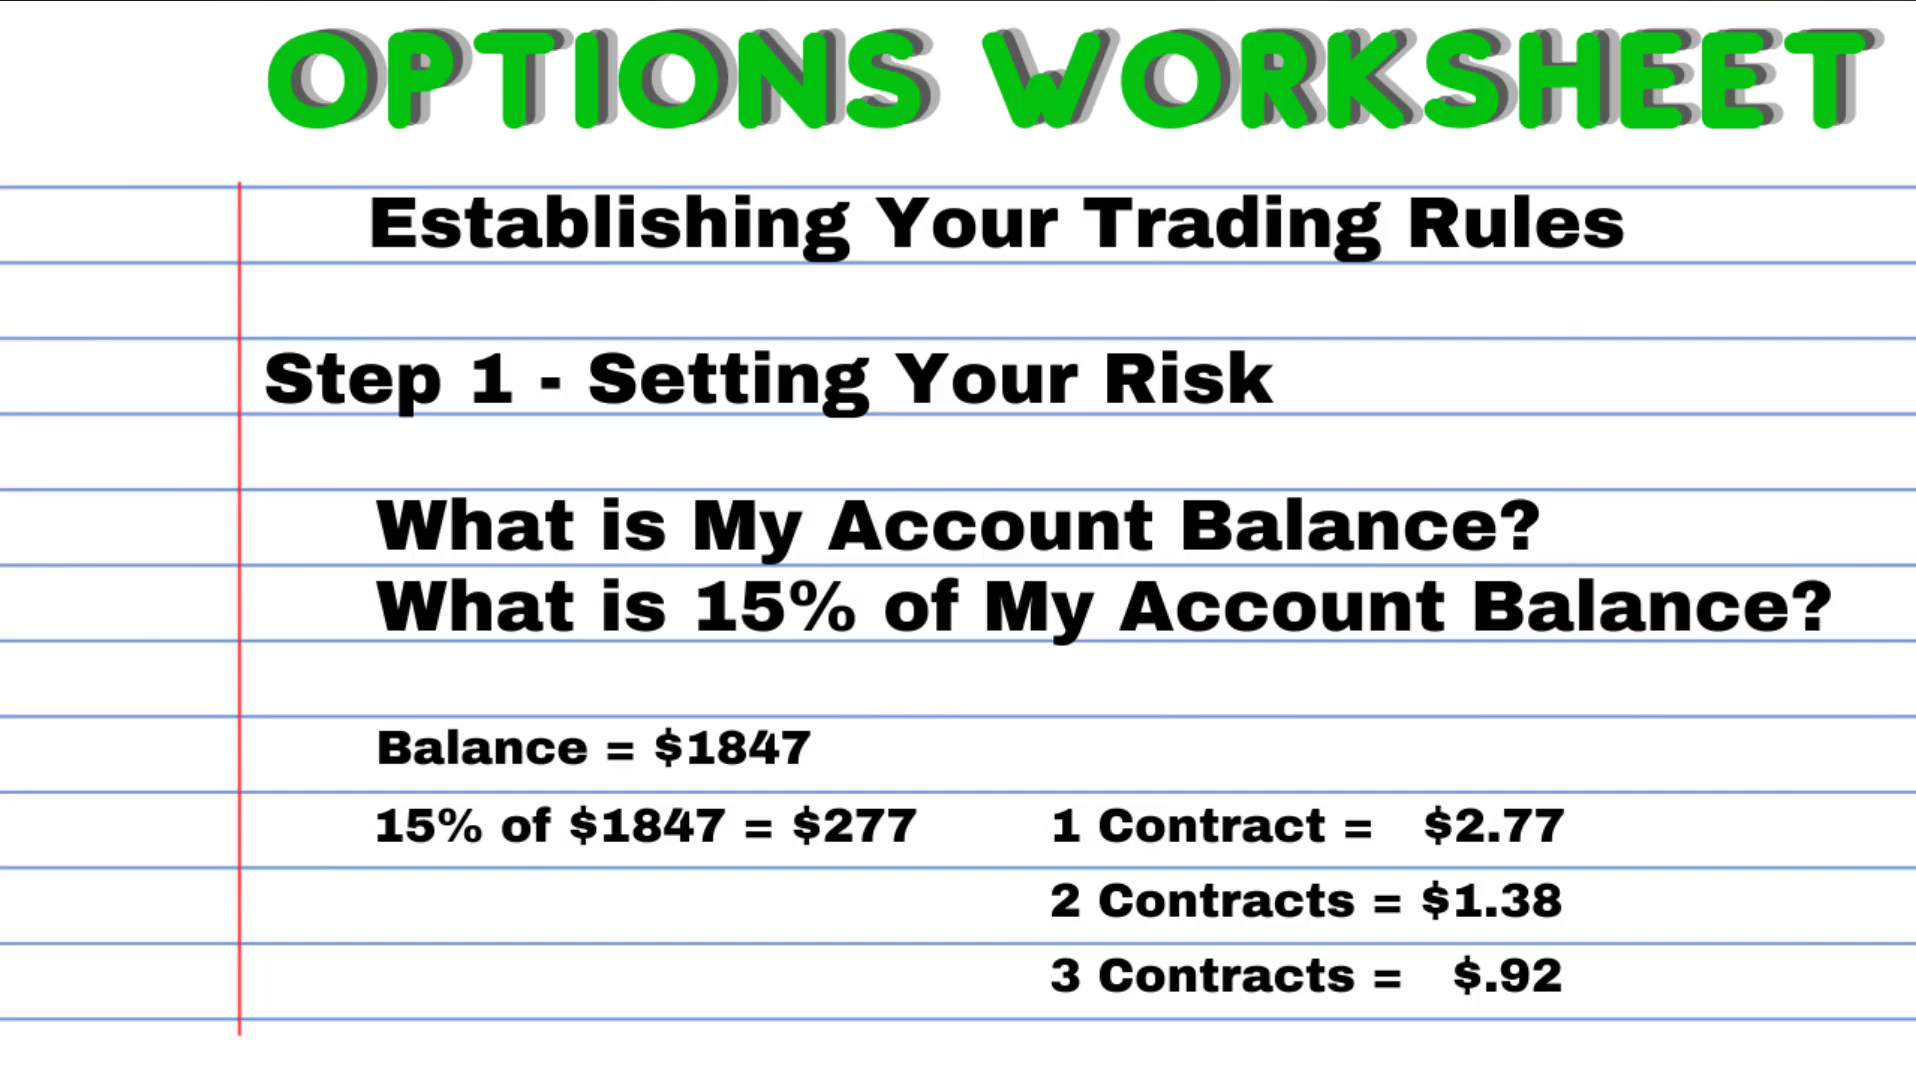 OPTIONS WORKSHEET
Establishing Your Trading Rules
Step 1 - Setting Your Risk
What is My Account Balance?
What is 15% of My Account Balance?
Balance = $1847
15% of $1847 = $277 1 Contract = $2.77
2 Contracts = $1.38
3 Contracts = $.92